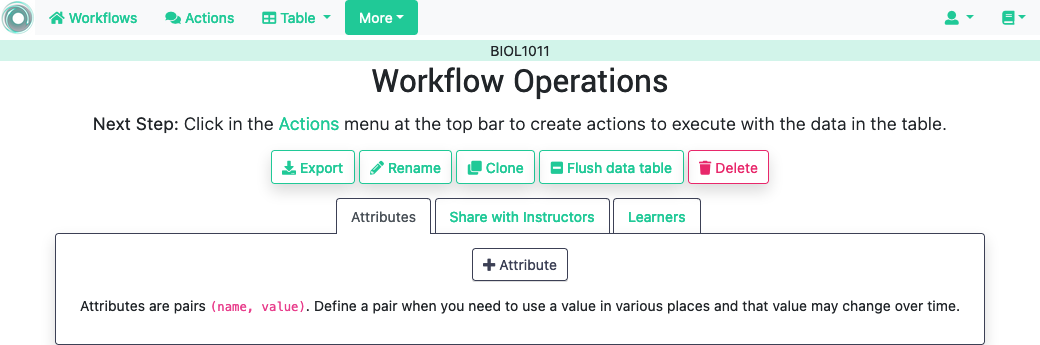 Workflows Actions Table More
BIOL1011
Workflow Operations
Next Step: Click in the Actions menu at the top bar to create actions to execute with the data in the table.
Export Rename Clone Flush data table Delete
Attributes Share with Instructors Learners
+ Attribute
Attributes are pairs (name, value). Define a pair when you need to use a value in various places and that value may change over time.